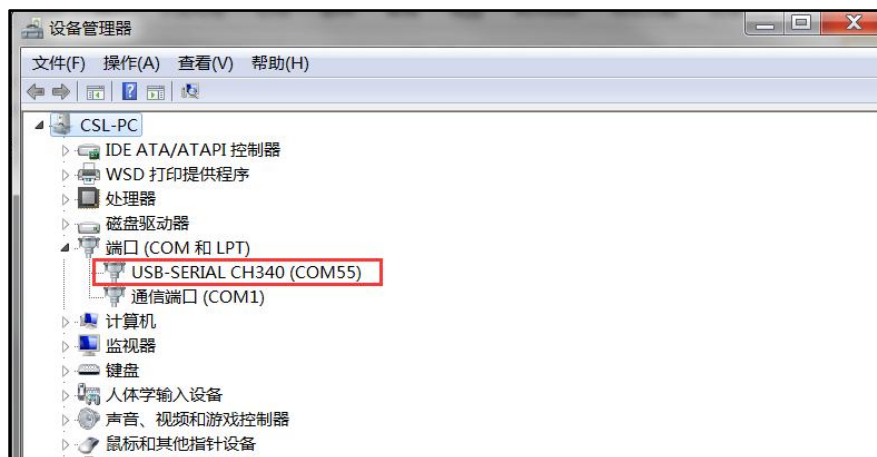 设备管理器
文件(F) 操作(A) 查看(V) 帮助(H)
CSL-PC
IDE ATA/ATAPI 控制器
WSD 打印提供程序
处理器
磁盘驱动器
端口 (COM 和 LPT)
USB-SERIAL CH340 (COM55)
通信端口 (COM1)
计算机
监视器
键盘
人体学输入设备
声音、视频和游戏控制器
鼠标和其他指针设备